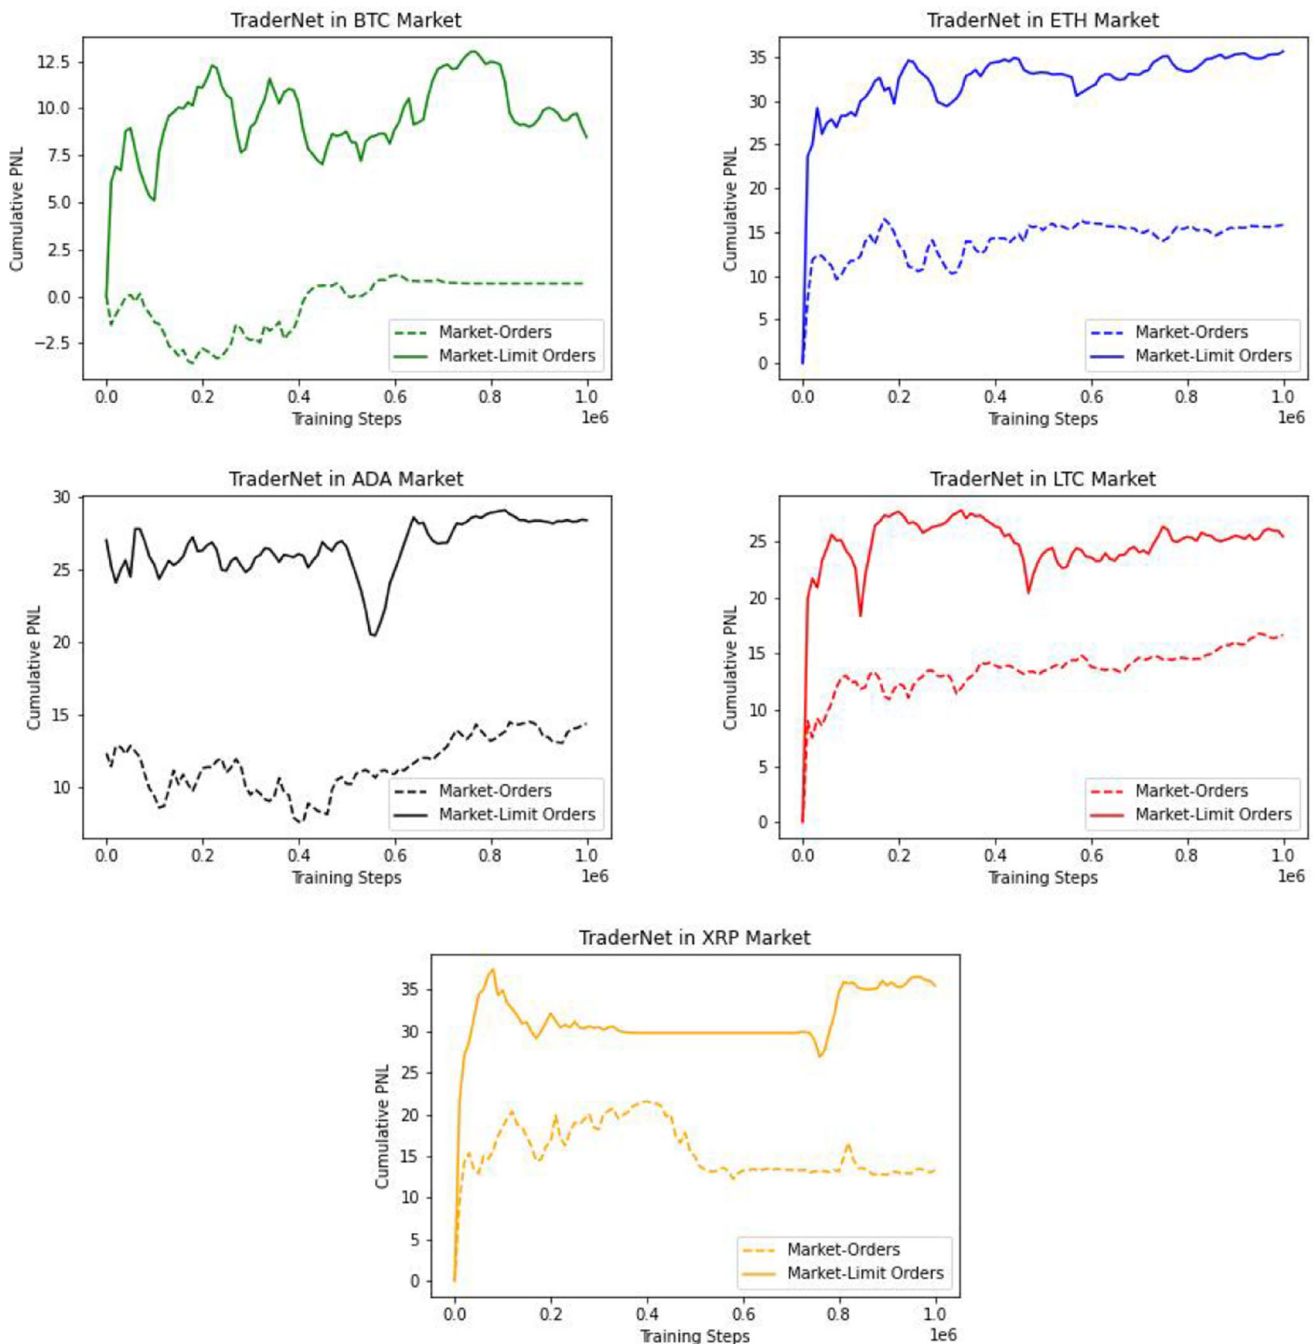 TraderNet in BTC Market
Cumulative PNL
12.5
10.0
7.5
5.0
2.5
0.0
−2.5
Market-Orders
Market-Limit Orders
0.0 0.2 0.4 0.6 0.8 1.0
Training Steps
1e6
TraderNet in ETH Market
Cumulative PNL
35
30
25
20
15
10
5
0
Market-Orders
Market-Limit Orders
0.0 0.2 0.4 0.6 0.8 1.0
Training Steps
1e6
TraderNet in ADA Market
Cumulative PNL
30
25
20
15
10
Market-Orders
Market-Limit Orders
0.0 0.2 0.4 0.6 0.8 1.0
Training Steps
1e6
TraderNet in LTC Market
Cumulative PNL
25
20
15
10
5
0
Market-Orders
Market-Limit Orders
0.0 0.2 0.4 0.6 0.8 1.0
Training Steps
1e6
TraderNet in XRP Market
Cumulative PNL
35
30
25
20
15
10
5
0
Market-Orders
Market-Limit Orders
0.0 0.2 0.4 0.6 0.8 1.0
Training Steps
1e6